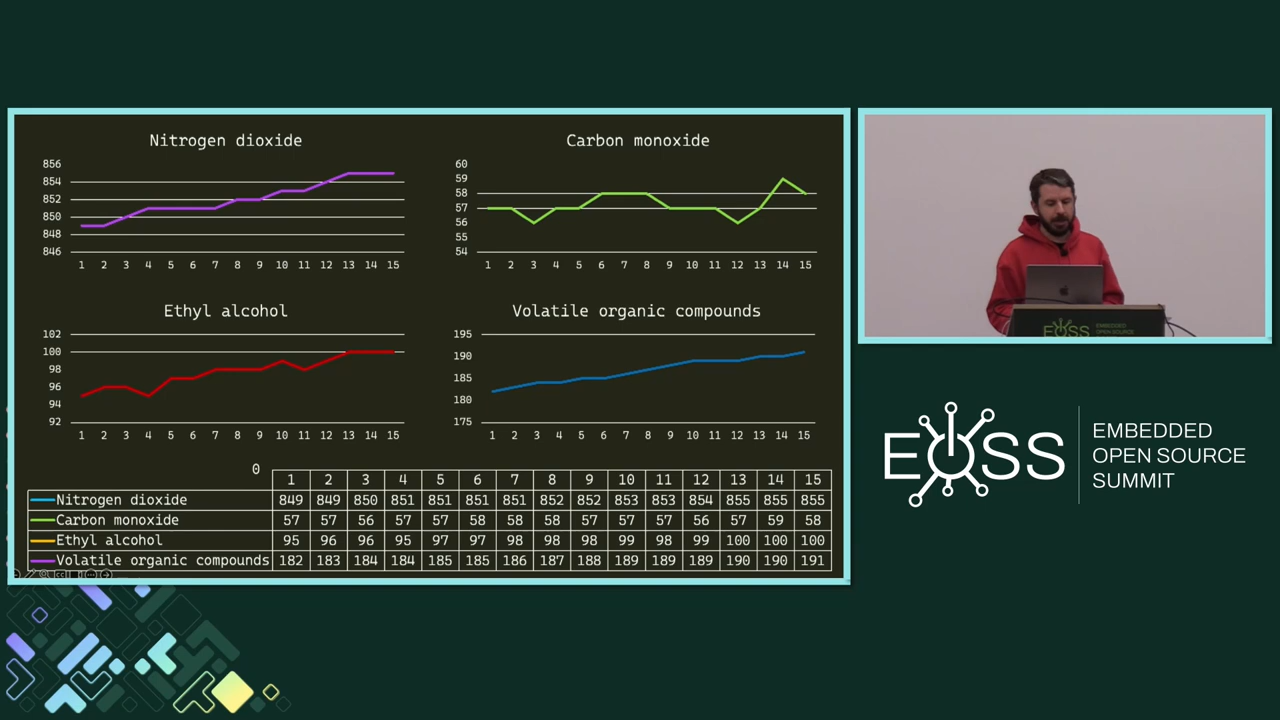 Nitrogen dioxide
856
854
852
850
848
846
1 2 3 4 5 6 7 8 9 10 11 12 13 14 15
Carbon monoxide
60
59
58
57
56
55
54
1 2 3 4 5 6 7 8 9 10 11 12 13 14 15
Ethyl alcohol
102
100
98
96
94
92
1 2 3 4 5 6 7 8 9 10 11 12 13 14 15
Volatile organic compounds
195
190
185
180
175
1 2 3 4 5 6 7 8 9 10 11 12 13 14 15
0 1 2 3 4 5 6 7 8 9 10 11 12 13 14 15
Nitrogen dioxide 849 849 850 851 851 851 851 852 852 853 853 854 855 855 855
Carbon monoxide 57 57 56 57 57 58 58 58 57 57 57 56 57 59 58
Ethyl alcohol 95 96 96 95 97 97 98 98 98 99 98 99 100 100 100
Volatile organic compounds 182 183 184 184 185 185 186 187 188 189 189 189 190 190 191
EOSS
EMBEDDED
OPEN SOURCE
SUMMIT
EOSS
EMBEDDED
OPEN SOURCE
SUMMIT